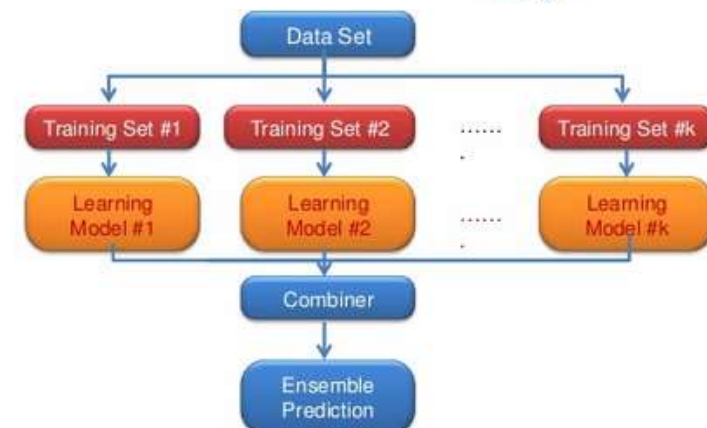 Data Set
Training Set #1
Training Set #2
......
.
Training Set #k
Learning
Model #1
Learning
Model #2
......
.
Learning
Model #k
Combiner
Ensemble
Prediction